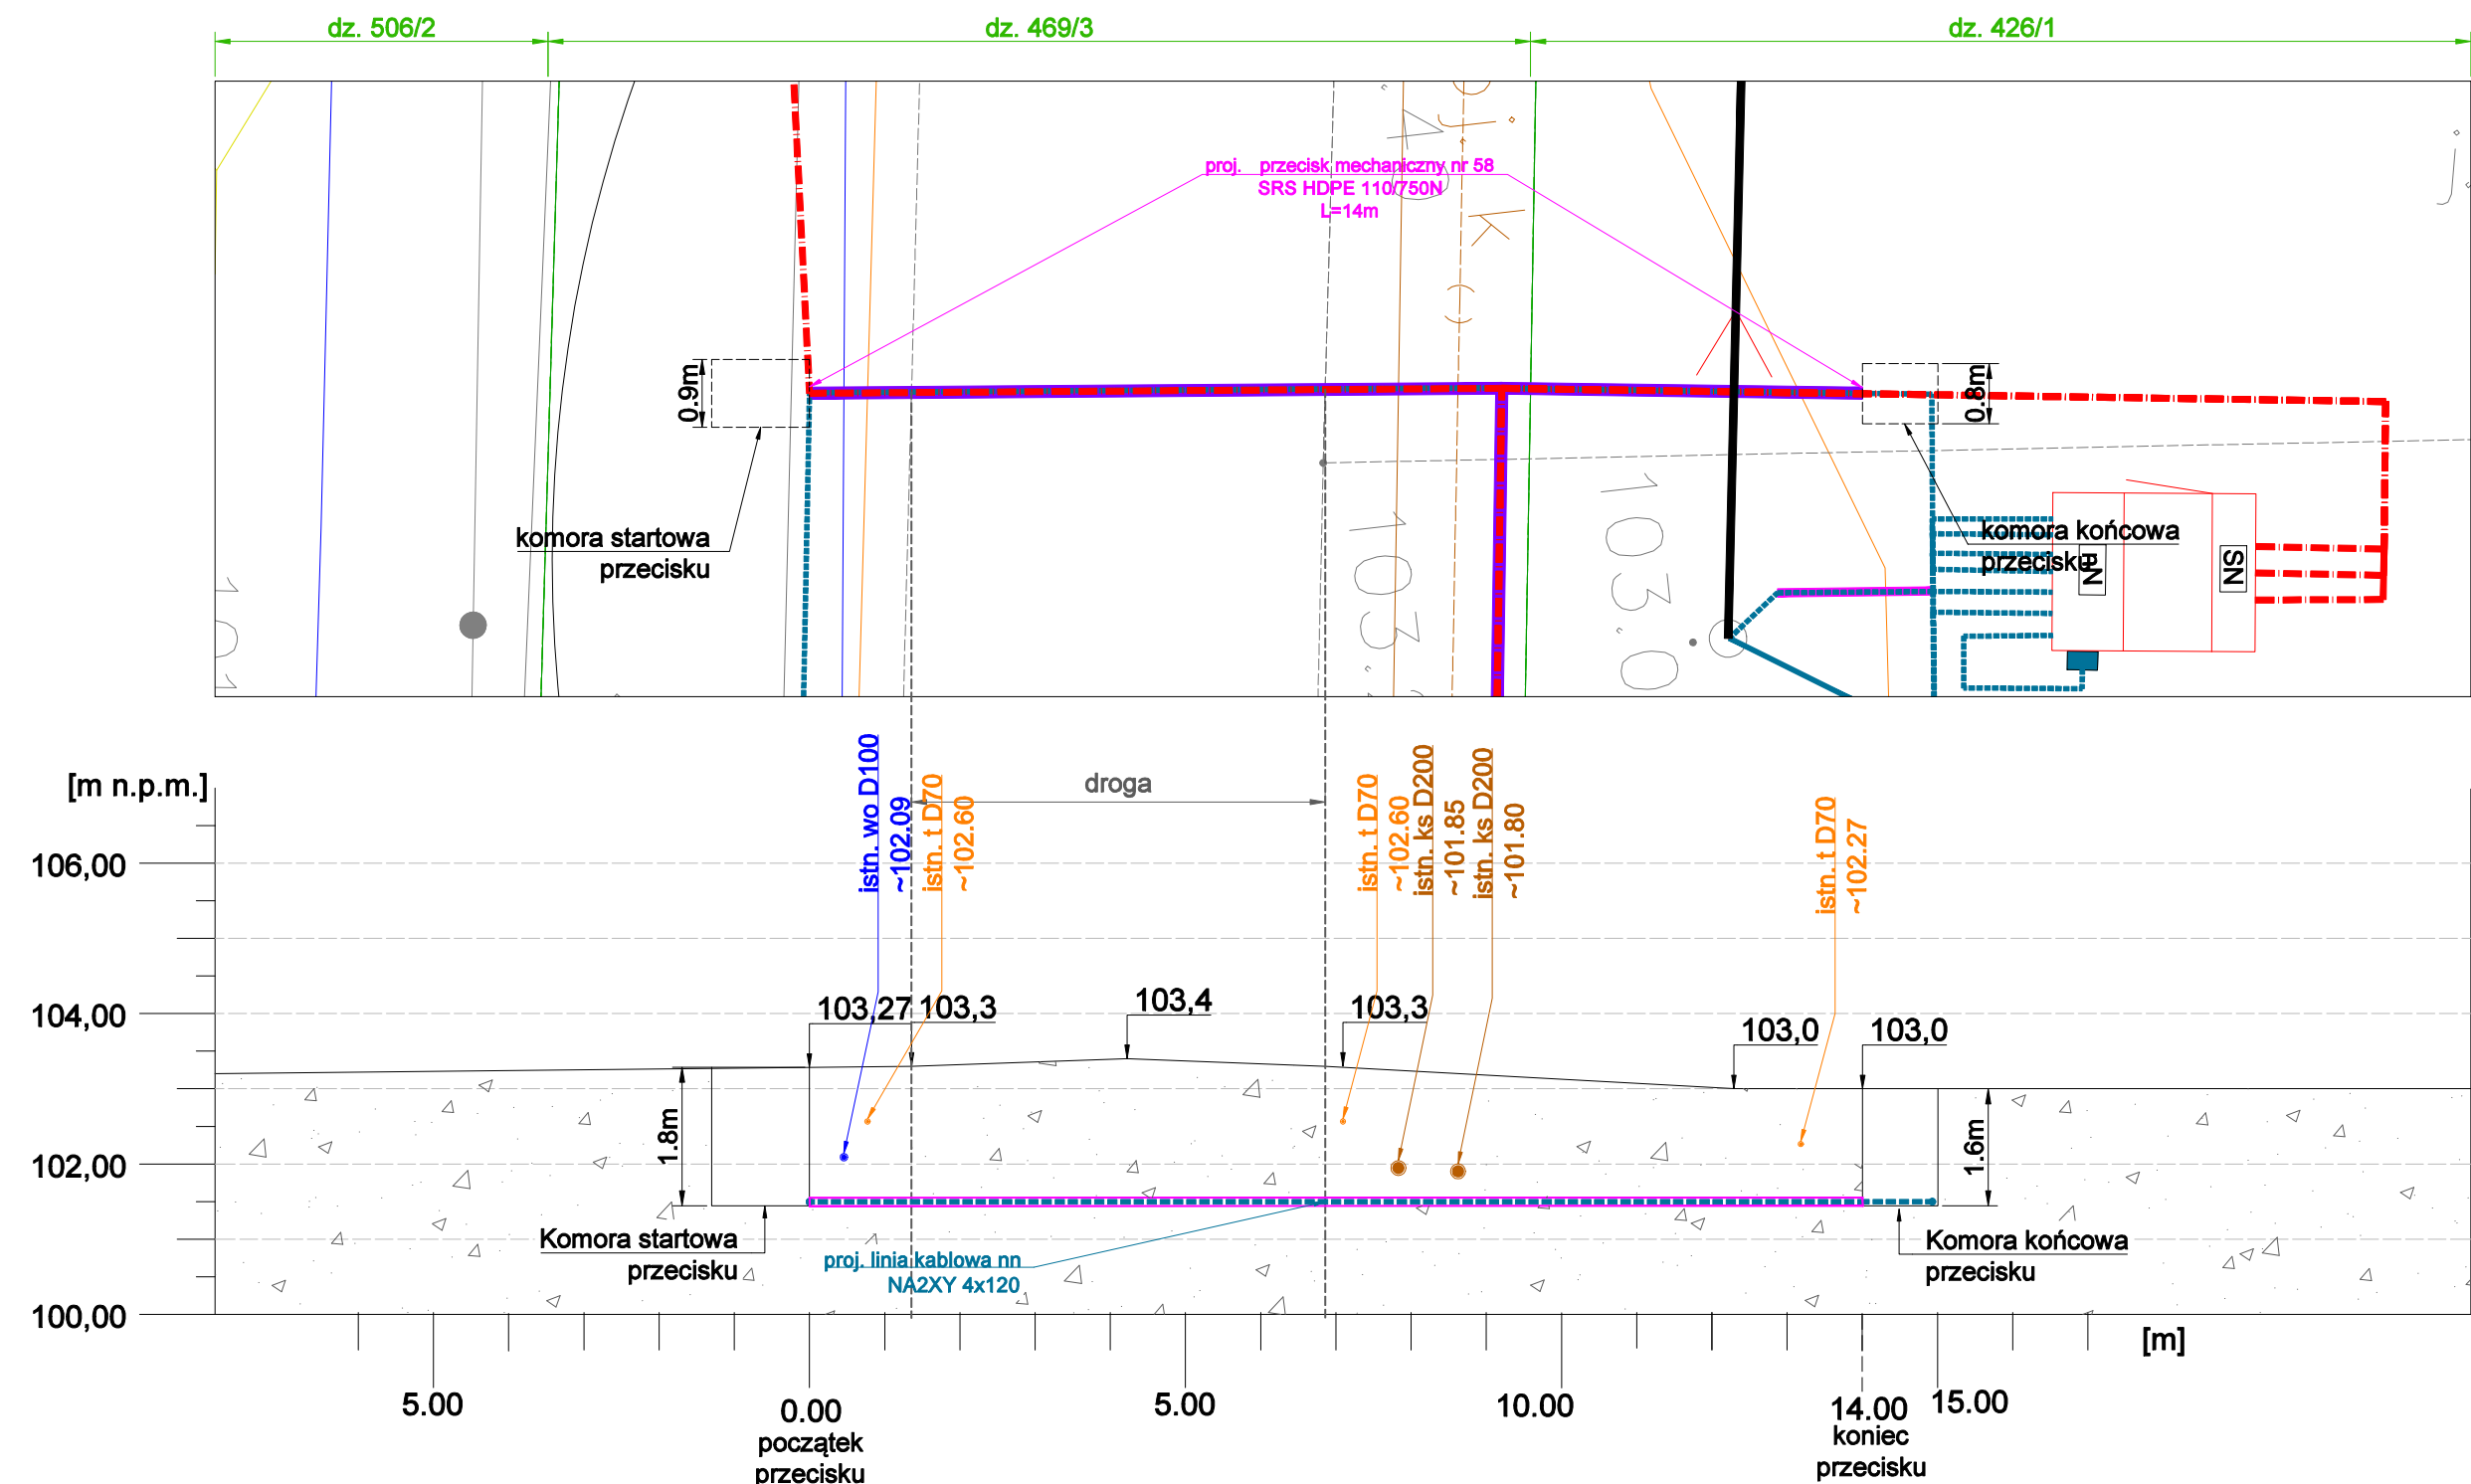 dz. 506/2
dz. 469/3
dz. 426/1
proj. przecisk mechaniczny nr 58
SRS HDPE 110/750N
L=14m
0.9m
0.8m
komora startowa
przecisku
komora końcowa
przecisku
SN
103.0
[m n.p.m.]
106,00
104,00
102,00
100,00
istn. wo D100
~102.09
istn. t D70
~102.60
droga
istn. t D70
~102.60
istn. ks D200
~101.85
istn. ks D200
~101.80
istn. t D70
~102.27
103,27
103,3
103,4
103,3
103,0
103,0
1.8m
1.6m
Komora startowa
przecisku
proj. linia kablowa nn
NA2XY 4x120
Komora końcowa
przecisku
[m]
5.00
0.00
5.00
10.00
14.00
15.00
początek
przecisku
koniec
przecisku